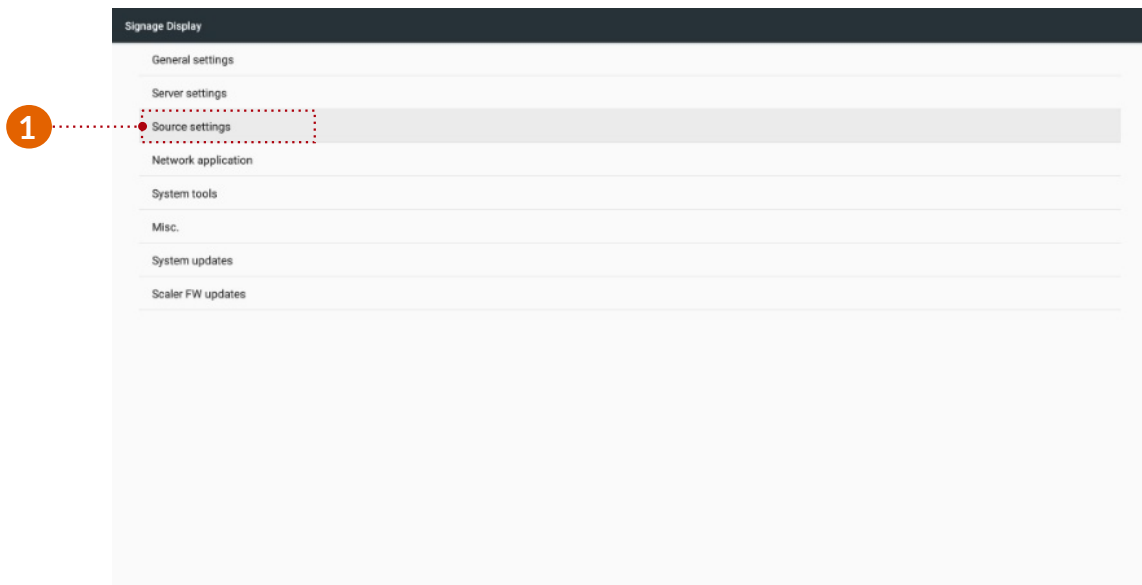 Signage Display
General settings
Server settings
1
Source settings
Network application
System tools
Misc.
System updates
Scaler FW updates